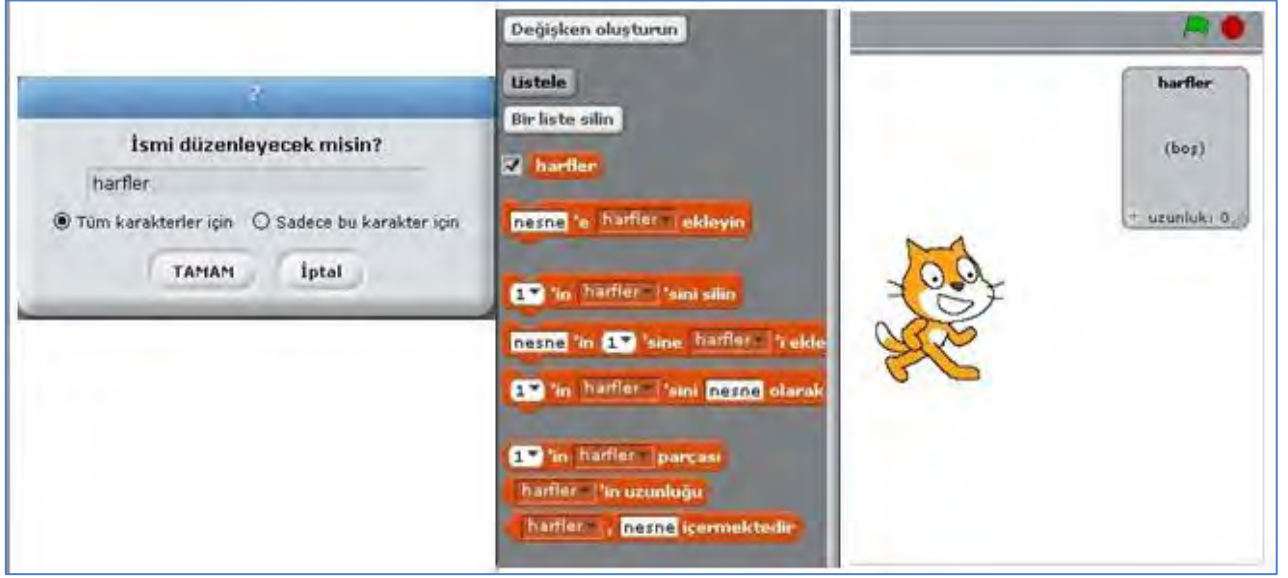 ?
İsmi düzenleyecek misin?
harfler
Tüm karakterler için Sadece bu karakter için
TAMAM İptal
Değişken oluşturun
Listele
Bir liste silin
harfler
nesne 'e harfler ekleyin
1 'in harfler 'sini silin
nesne 'in 1 'sine harfler 'i ekle
1 'in harfler 'sini nesne olarak
1 'in harfler parçası
harfler 'in uzunluğu
harfler , nesne içermektedir
harfler
(boş)
+ uzunluk: 0